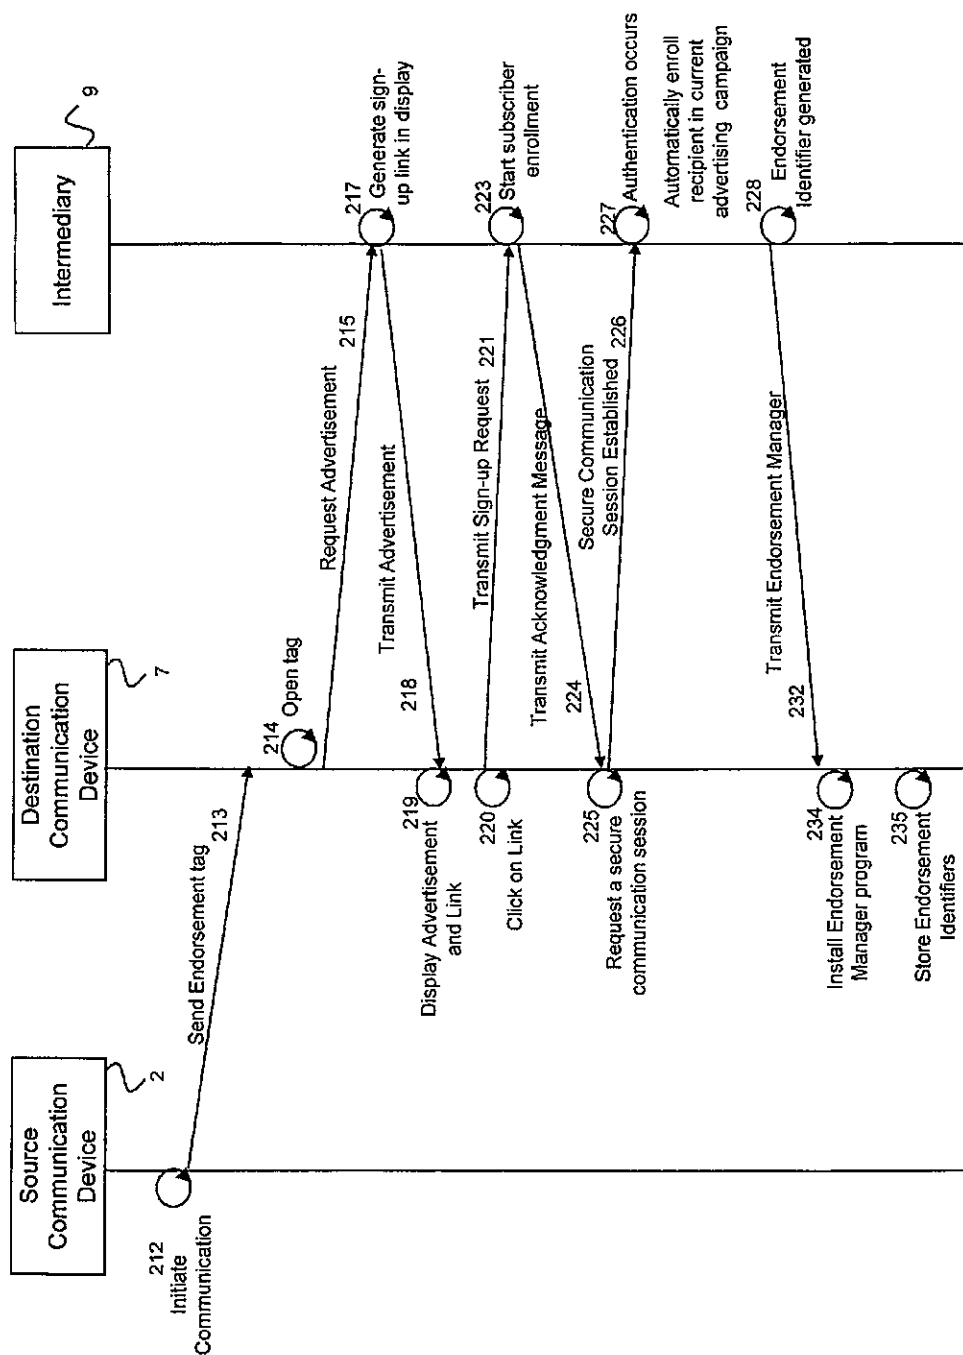 Source
Communication
Device
2
Destination
Communication
Device
7
Intermediary
9
212
Initiate
Communication
Send Endorsement tag
213
214
Open tag
Request Advertisement
215
217
Generate sign-
up link in display
Transmit Advertisement
218
219
Display Advertisement
and Link
220
Click on Link
Transmit Sign-up Request
221
223
Start subscriber
enrollment
Transmit Acknowledgment Message
224
225
Request a secure
communication session
Secure Communication
Session Established
226
227
Authentication occurs
Automatically enroll
recipient in current
advertising campaign
228
Endorsement
Identifier generated
Transmit Endorsement Manager
232
234
Install Endorsement
Manager program
235
Store Endorsement
Identifiers